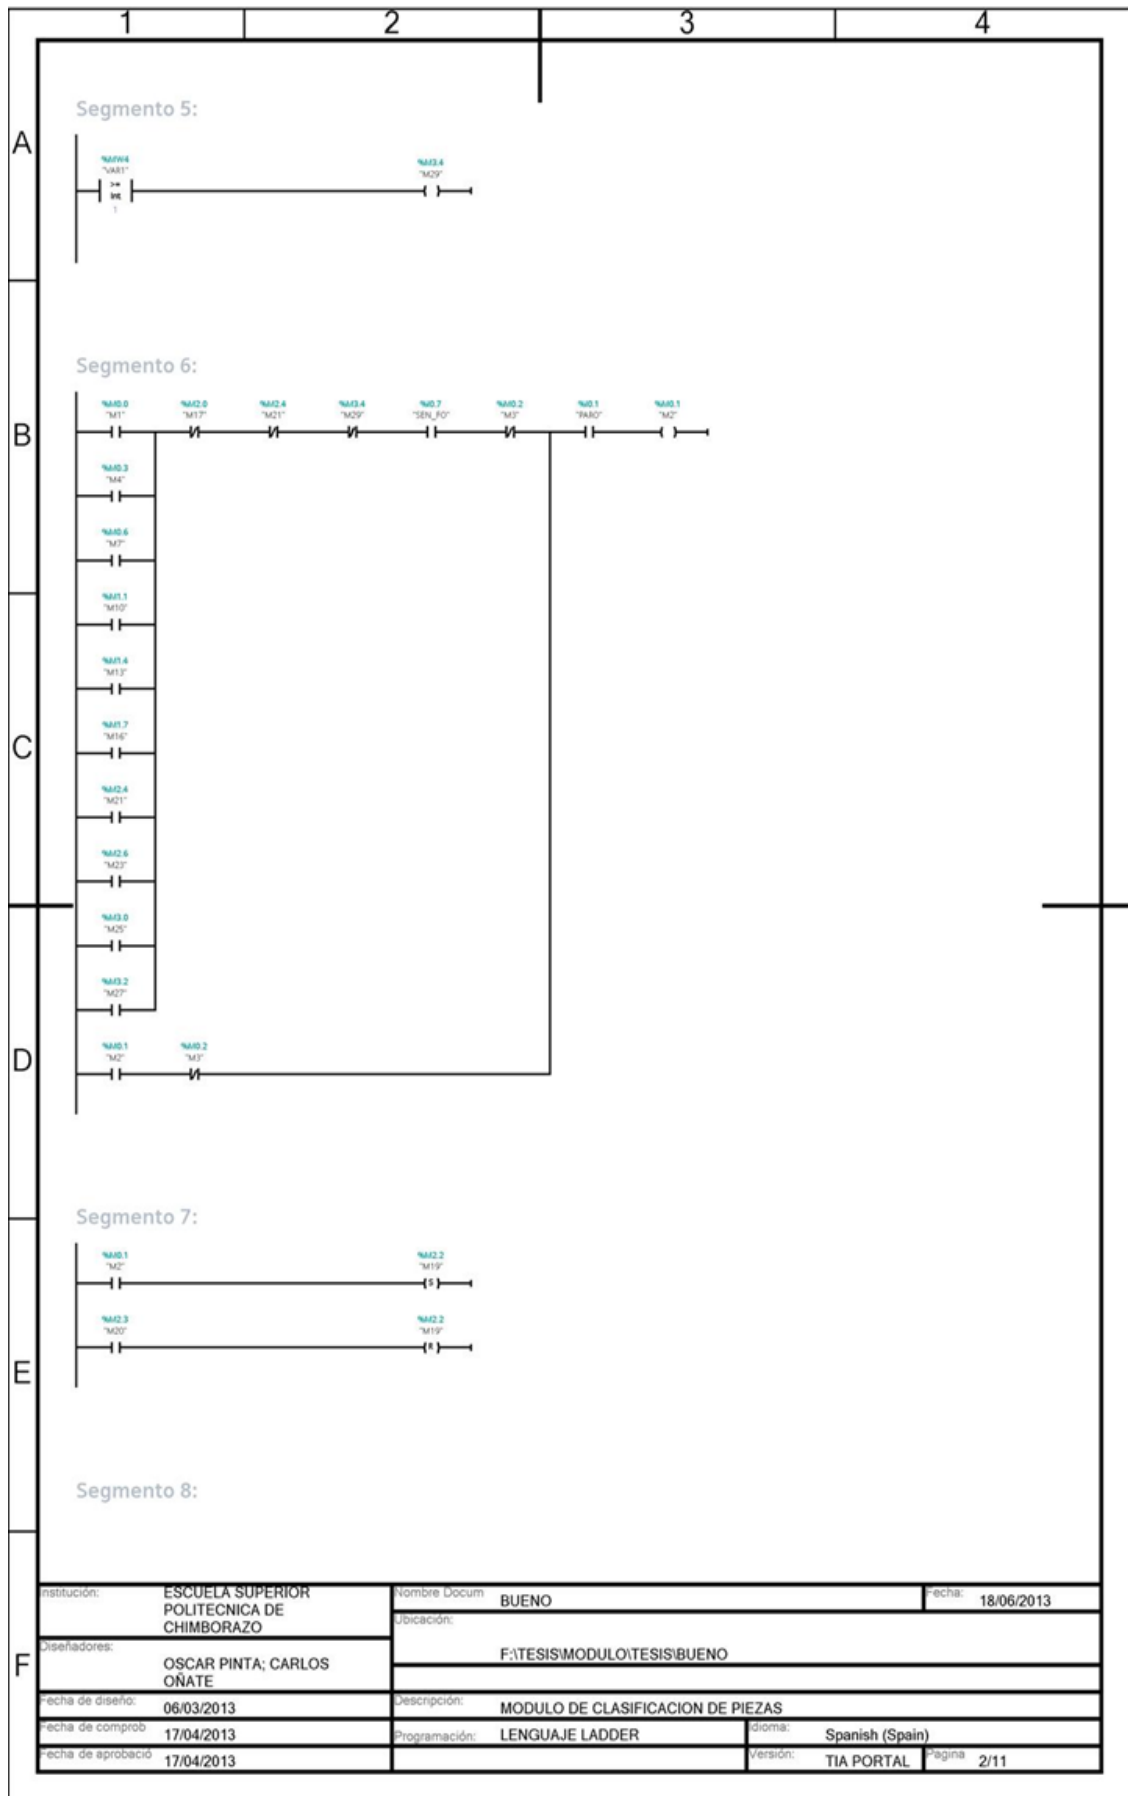 1 2 3 4
A
Segmento 5:
%MW4
"VAR1"
>=
Int
1
%M3.4
"M29"
Segmento 6:
B
%M0.0 %M2.0 %M2.4 %M3.4 %I0.7 %M0.2 %I0.1 %M0.1
"M1" "M17" "M21" "M29" "SEN_FO" "M3" "PARO" "M2"
%M0.3
"M4"
%M0.6
"M7"
%M1.1
"M10"
%M1.4
"M13"
C
%M1.7
"M16"
%M2.4
"M21"
%M2.6
"M23"
%M3.0
"M25"
%M3.2
"M27"
D
%M0.1 %M0.2
"M2" "M3"
Segmento 7:
%M0.1 %M2.2
"M2" "M19"
S
%M2.3 %M2.2
"M20" "M19"
R
E
Segmento 8:
F
Institución: ESCUELA SUPERIOR
POLITECNICA DE
CHIMBORAZO
Nombre Docum BUENO
Fecha: 18/06/2013
Ubicación:
F:\TESIS\MODULO\TESIS\BUENO
Diseñadores:
OSCAR PINTA; CARLOS
OÑATE
Fecha de diseño: 06/03/2013
Descripción: MODULO DE CLASIFICACION DE PIEZAS
Fecha de comprob 17/04/2013
Programación: LENGUAJE LADDER
Idioma: Spanish (Spain)
Fecha de aprobació 17/04/2013
Versión: TIA PORTAL
Pagina 2/11